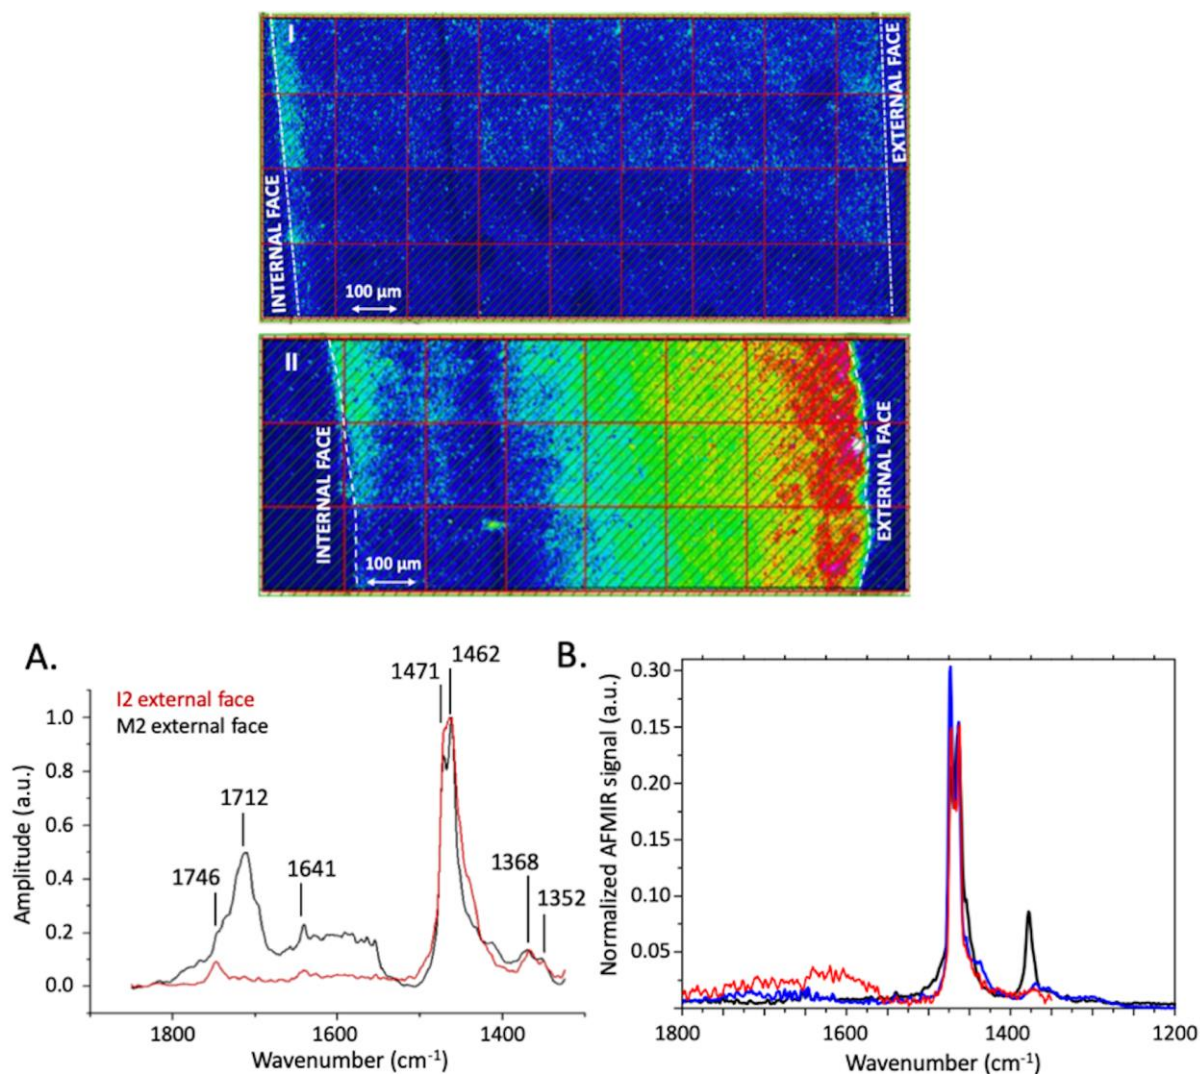 I
INTERNAL FACE
EXTERNAL FACE
100 µm
II
INTERNAL FACE
EXTERNAL FACE
100 µm
A.
I2 external face
M2 external face
1471
1462
1712
1746
1641
1368
1352
1.0
0.8
0.6
0.4
0.2
0.0
Amplitude (a.u.)
1800
1600
1400
Wavenumber (cm-1)
B.
0.30
0.15
0.20
0.15
0.10
0.05
Normalized AFMIR signal (a.u.)
1800
1600
1400
1200
Wavenumber (cm-1)